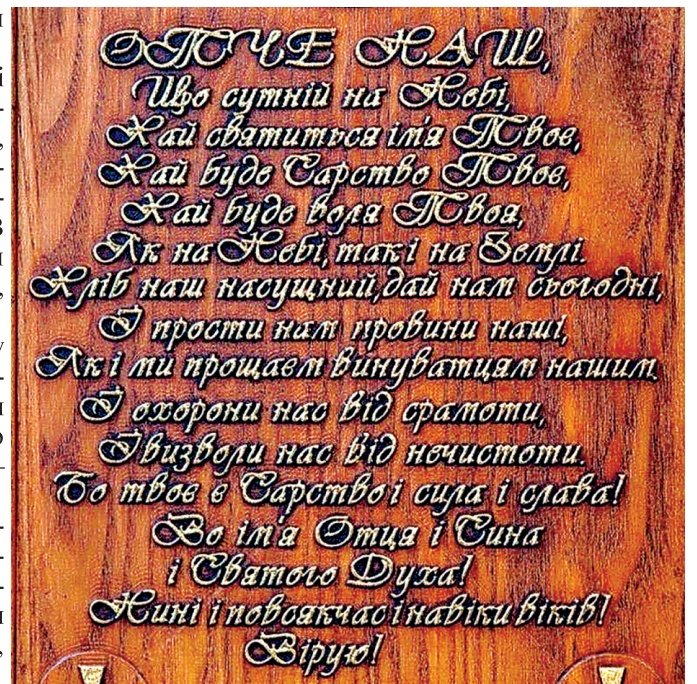 ОТЧЕ НАШ,
Що сутній на Небі,
Хай святиться ім'я Твоє,
Хай буде Сарство Твоє,
Хай буде воля Твоя,
Як на Небі, так і на Землі.
Хліб наш насущний, дай нам сьогодні,
І прости нам провини наші,
Як і ми прощаєм винуватцям нашим.
І охорони нас від срамоти,
І визволи нас від нечистоти.
Бо твоє є Сарство і сила і слава!
Во ім'я Отця і Сина
і Святого Духа!
Нині і повсякчас і навіки віків!
Вірую!